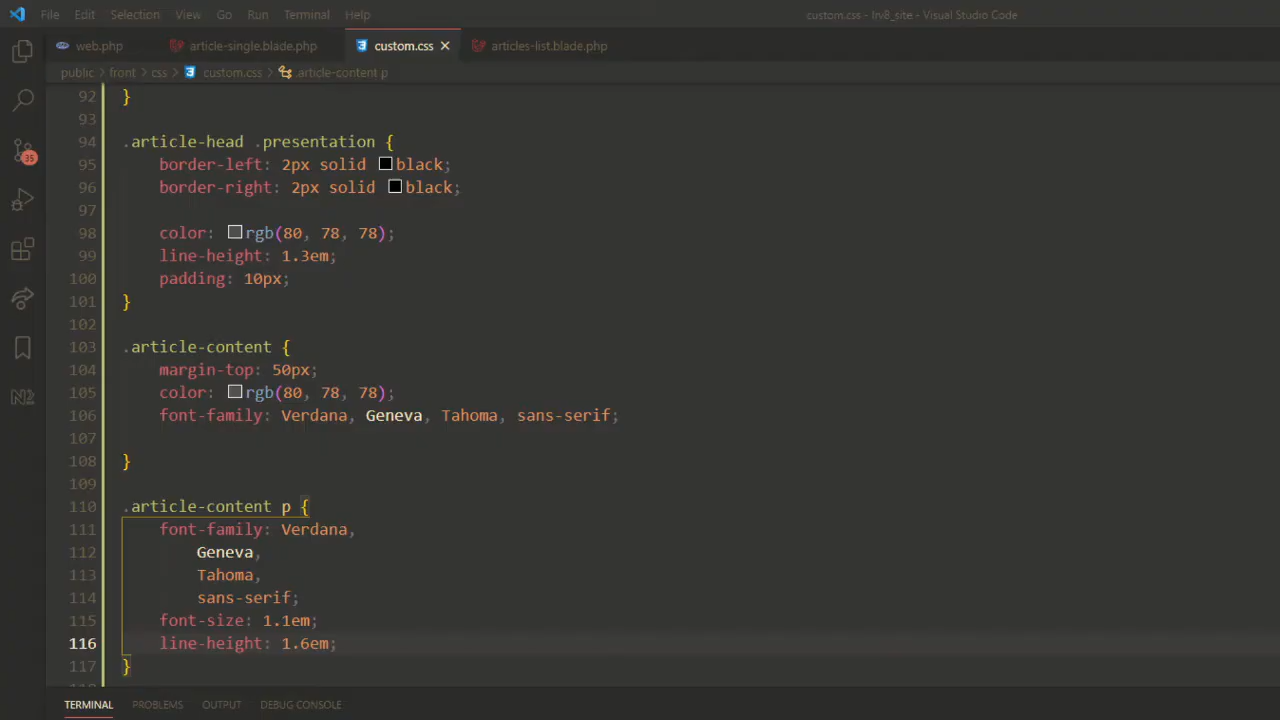 File Edit Selection View Go Run Terminal Help custom.css - lrv8_site - Visual Studio Code
web.php article-single.blade.php custom.css × articles-list.blade.php
public > front > css > custom.css > .article-content p
92 }
93
94 .article-head .presentation {
95 border-left: 2px solid black;
96 border-right: 2px solid black;
97
98 color: rgb(80, 78, 78);
99 line-height: 1.3em;
100 padding: 10px;
101 }
102
103 .article-content {
104 margin-top: 50px;
105 color: rgb(80, 78, 78);
106 font-family: Verdana, Geneva, Tahoma, sans-serif;
107
108 }
109
110 .article-content p {
111 font-family: Verdana,
112 Geneva,
113 Tahoma,
114 sans-serif;
115 font-size: 1.1em;
116 line-height: 1.6em;
117 }
35
TERMINAL PROBLEMS OUTPUT DEBUG CONSOLE